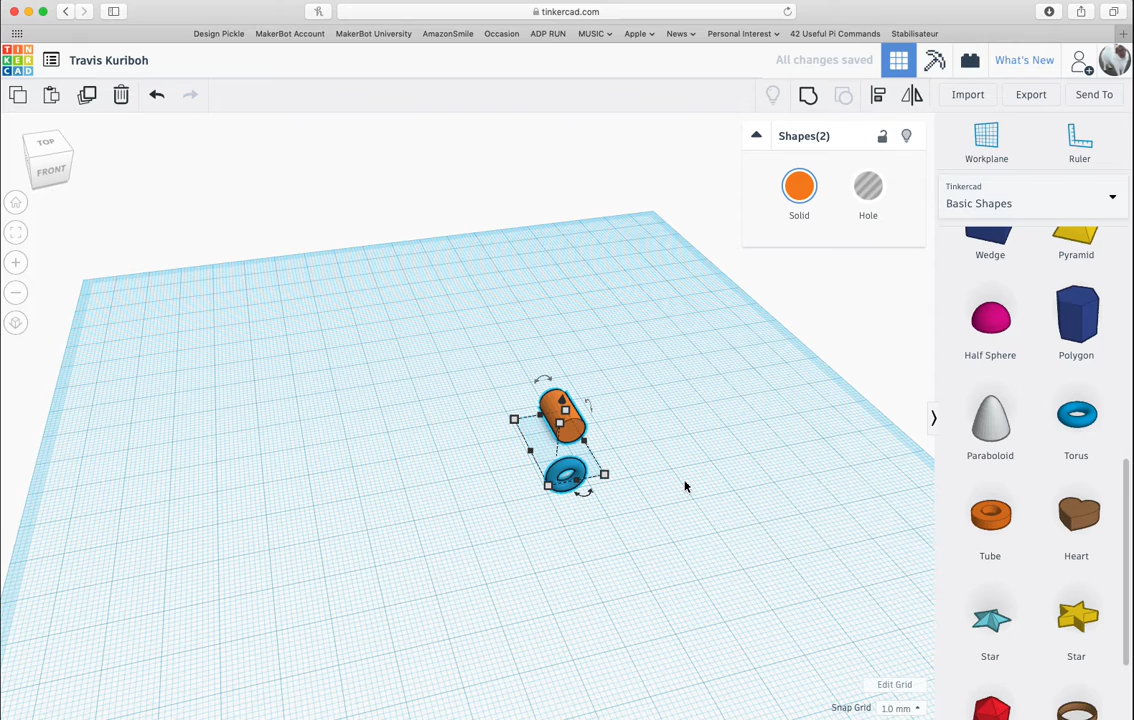 tinkercad.com
Design Pickle MakerBot Account MakerBot University AmazonSmile Occasion ADP RUN MUSIC Apple News Personal Interest 42 Useful Pi Commands Stabilisateur
TIN
KER
CAD
Travis Kuriboh
All changes saved
What's New
Import
Export
Send To
TOP
FRONT
Shapes(2)
Solid
Hole
Workplane
Ruler
Tinkercad
Basic Shapes
Wedge
Pyramid
Half Sphere
Polygon
Paraboloid
Torus
Tube
Heart
Star
Star
Edit Grid
Snap Grid 1.0 mm